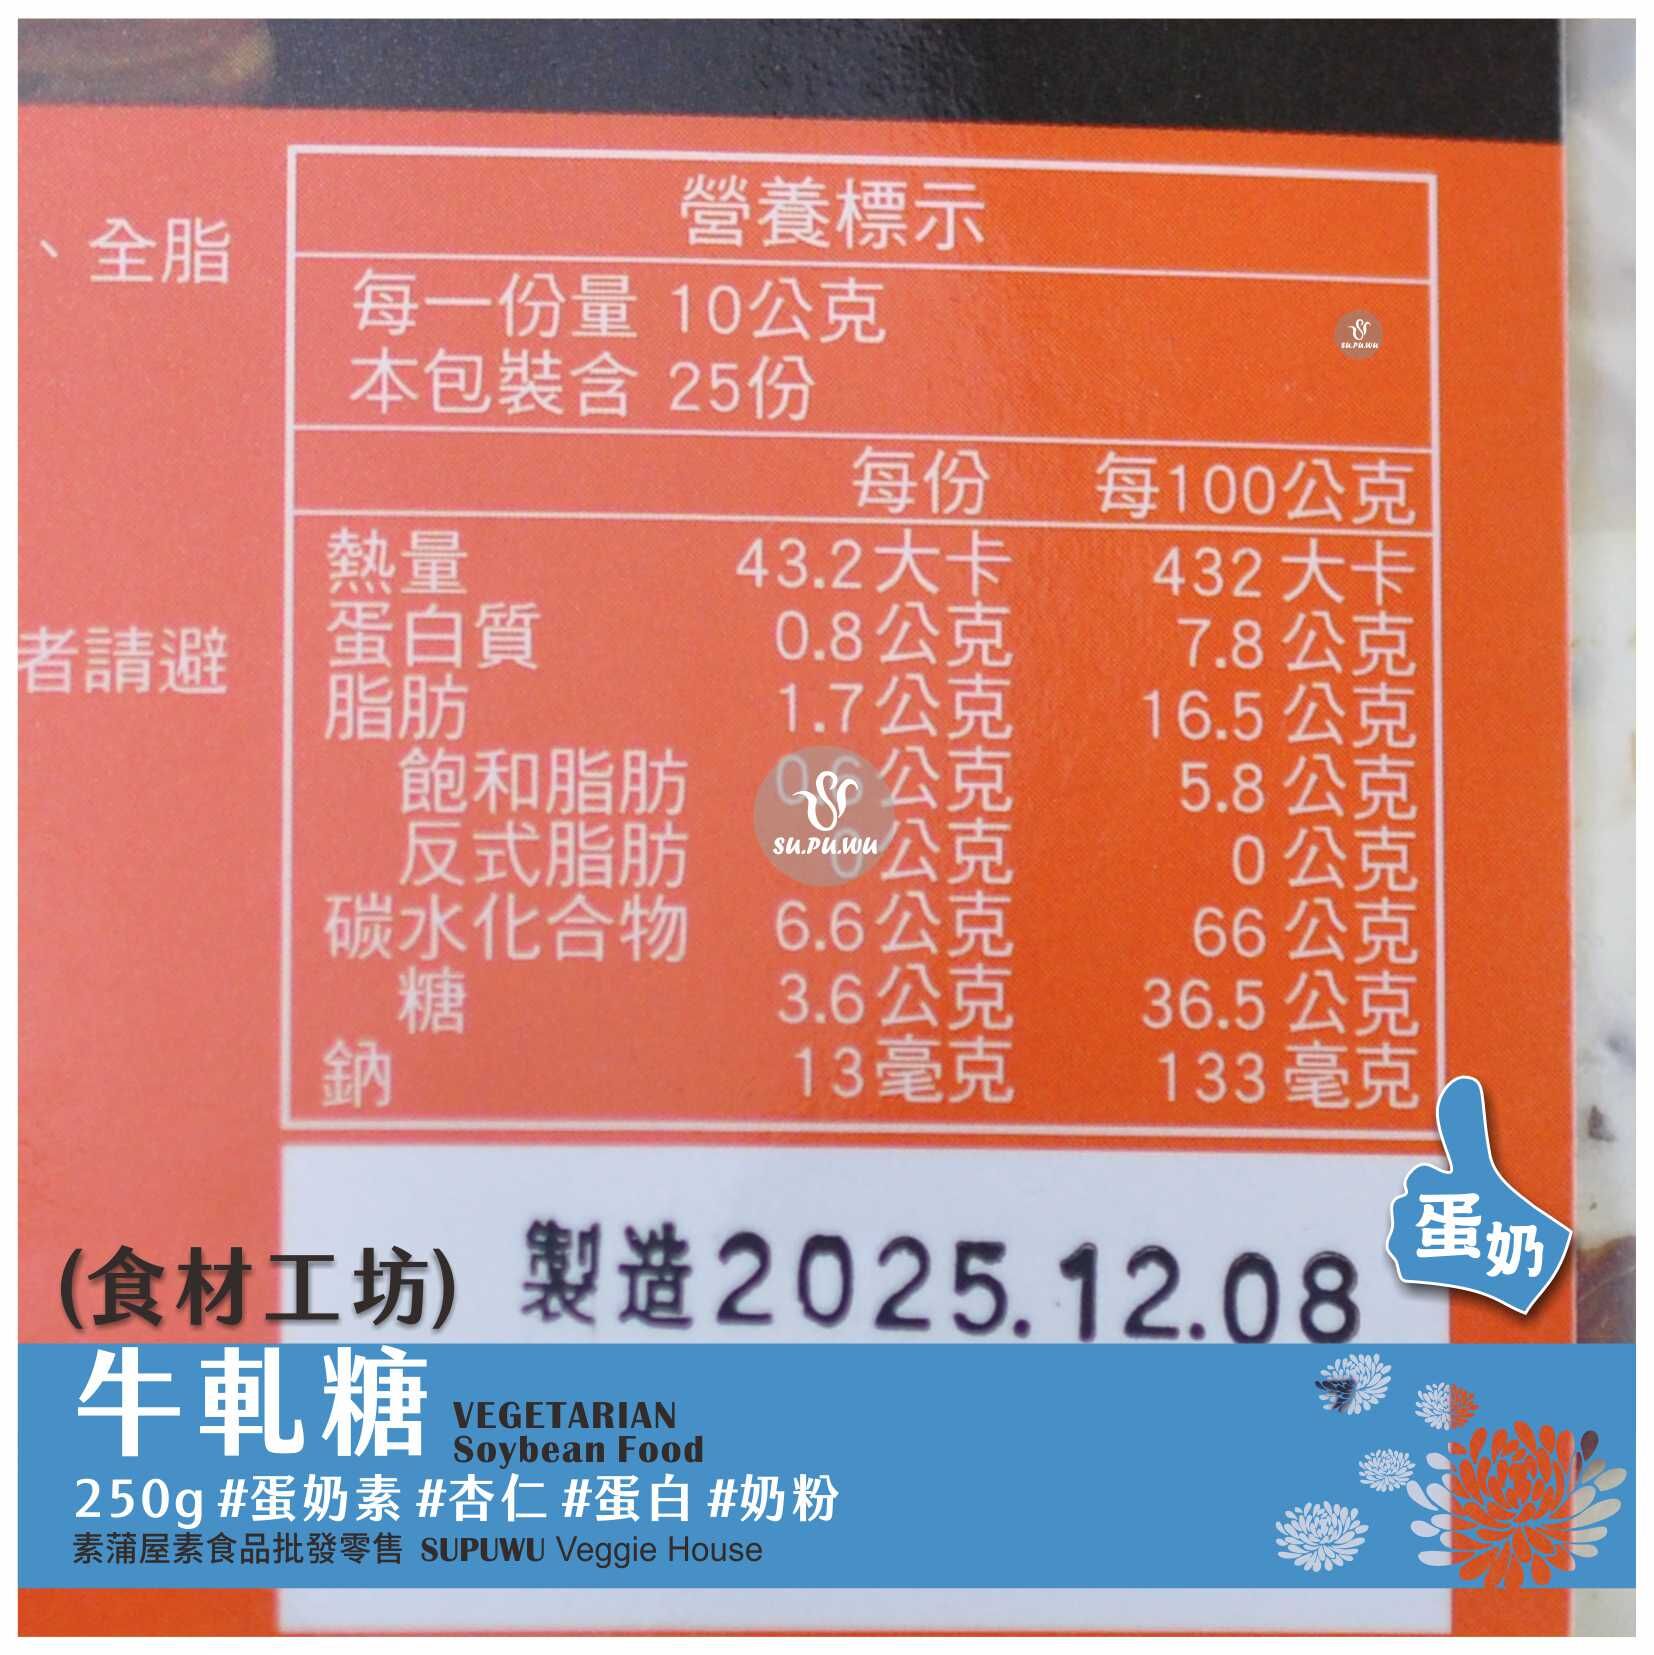 、全脂
者請避
營養標示
每一份量 10公克
本包裝含 25份
每份 每100公克
熱量 43.2大卡 432大卡
蛋白質 0.8公克 7.8公克
脂肪 1.7公克 16.5公克
飽和脂肪 0.6公克 5.8公克
反式脂肪 0公克 0公克
碳水化合物 6.6公克 66公克
糖 3.6公克 36.5公克
鈉 13毫克 133毫克
su.pu.wu
su.pu.wu
蛋奶
製造2025.12.08
(食材工坊)
牛軋糖
VEGETARIAN
Soybean Food
250g #蛋奶素 #杏仁 #蛋白 #奶粉
素蒲屋素食品批發零售 SUPUWU Veggie House